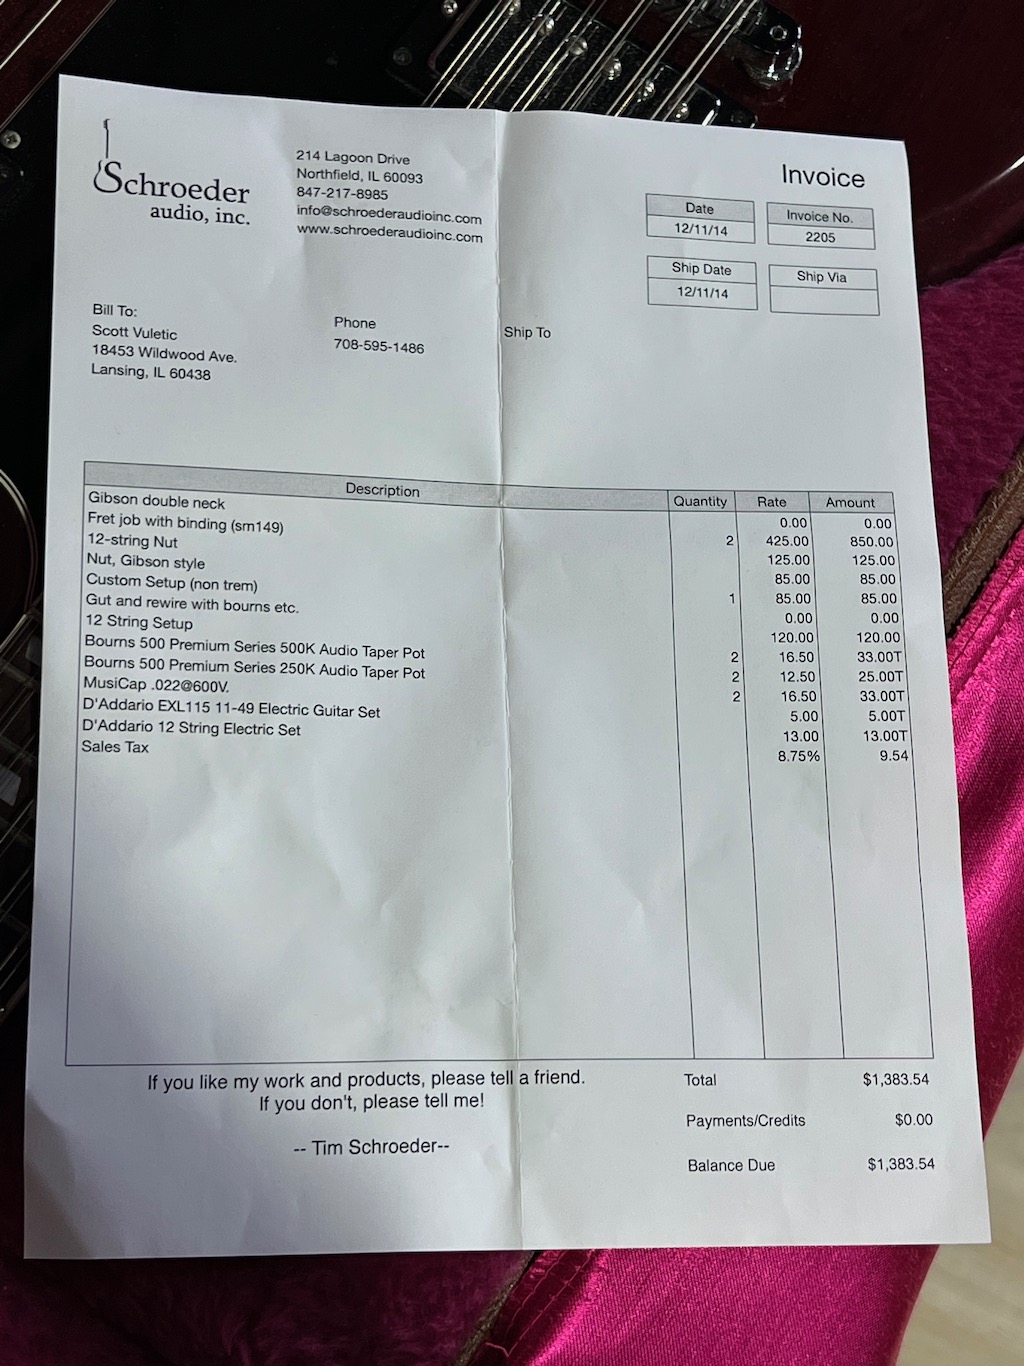 Schroeder
audio, inc.
214 Lagoon Drive
Northfield, IL 60093
847-217-8985
info@schroederaudioinc.com
www.schroederaudioinc.com
Invoice
Date
12/11/14
Invoice No.
2205
Ship Date
12/11/14
Ship Via
Bill To:
Scott Vuletic
18453 Wildwood Ave.
Lansing, IL 60438
Phone
708-595-1486
Ship To
Description Quantity Rate Amount
Gibson double neck 0.00 0.00
Fret job with binding (sm149) 2 425.00 850.00
12-string Nut 125.00 125.00
Nut, Gibson style 85.00 85.00
Custom Setup (non trem) 1 85.00 85.00
Gut and rewire with bourns etc. 0.00 0.00
12 String Setup 120.00 120.00
Bourns 500 Premium Series 500K Audio Taper Pot 2 16.50 33.00T
Bourns 500 Premium Series 250K Audio Taper Pot 2 12.50 25.00T
MusiCap .022@600V. 2 16.50 33.00T
D'Addario EXL115 11-49 Electric Guitar Set 5.00 5.00T
D'Addario 12 String Electric Set 13.00 13.00T
Sales Tax 8.75% 9.54
If you like my work and products, please tell a friend.
If you don't, please tell me!
-- Tim Schroeder--
Total $1,383.54
Payments/Credits $0.00
Balance Due $1,383.54